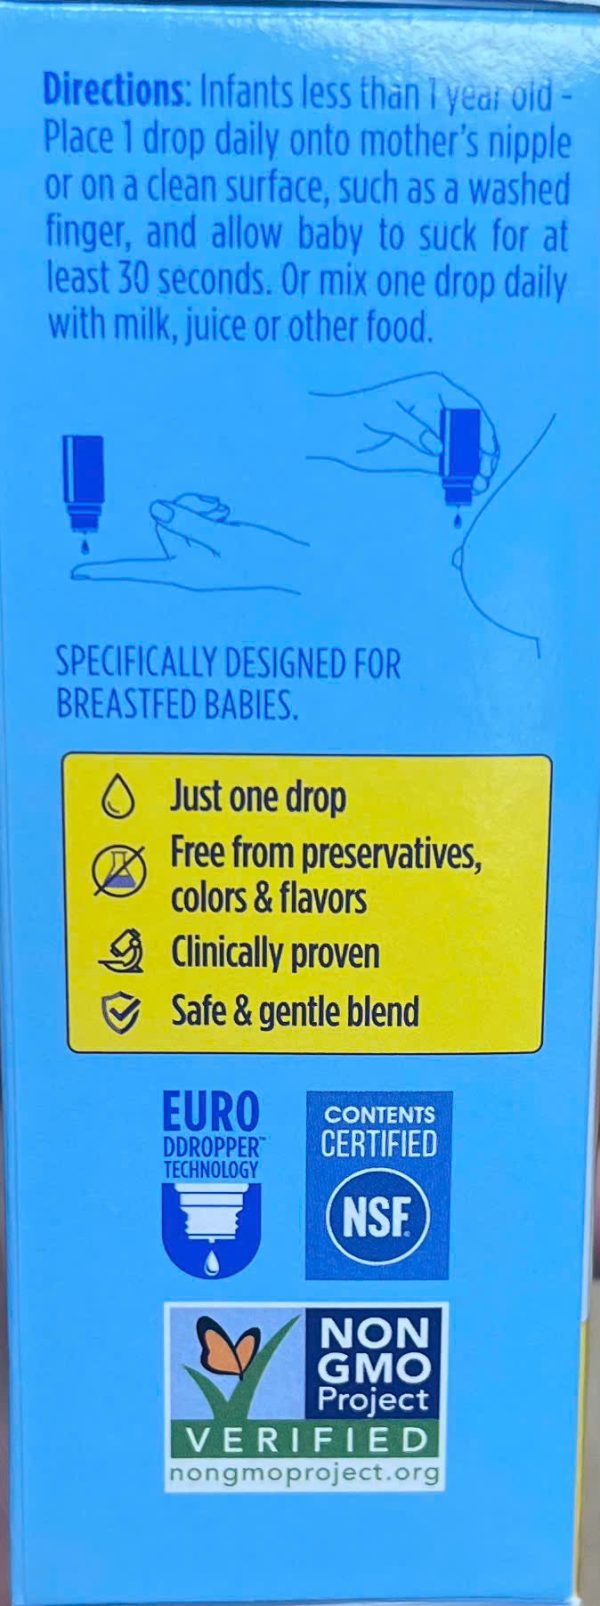 Directions: Infants less than 1 year old -
Place 1 drop daily onto mother's nipple
or on a clean surface, such as a washed
finger, and allow baby to suck for at
least 30 seconds. Or mix one drop daily
with milk, juice or other food.
SPECIFICALLY DESIGNED FOR
BREASTFED BABIES.
Just one drop
Free from preservatives,
colors & flavors
Clinically proven
Safe & gentle blend
EURO
DDROPPER™
TECHNOLOGY
CONTENTS
CERTIFIED
NSF®
NON
GMO
Project
VERIFIED
nongmoproject.org